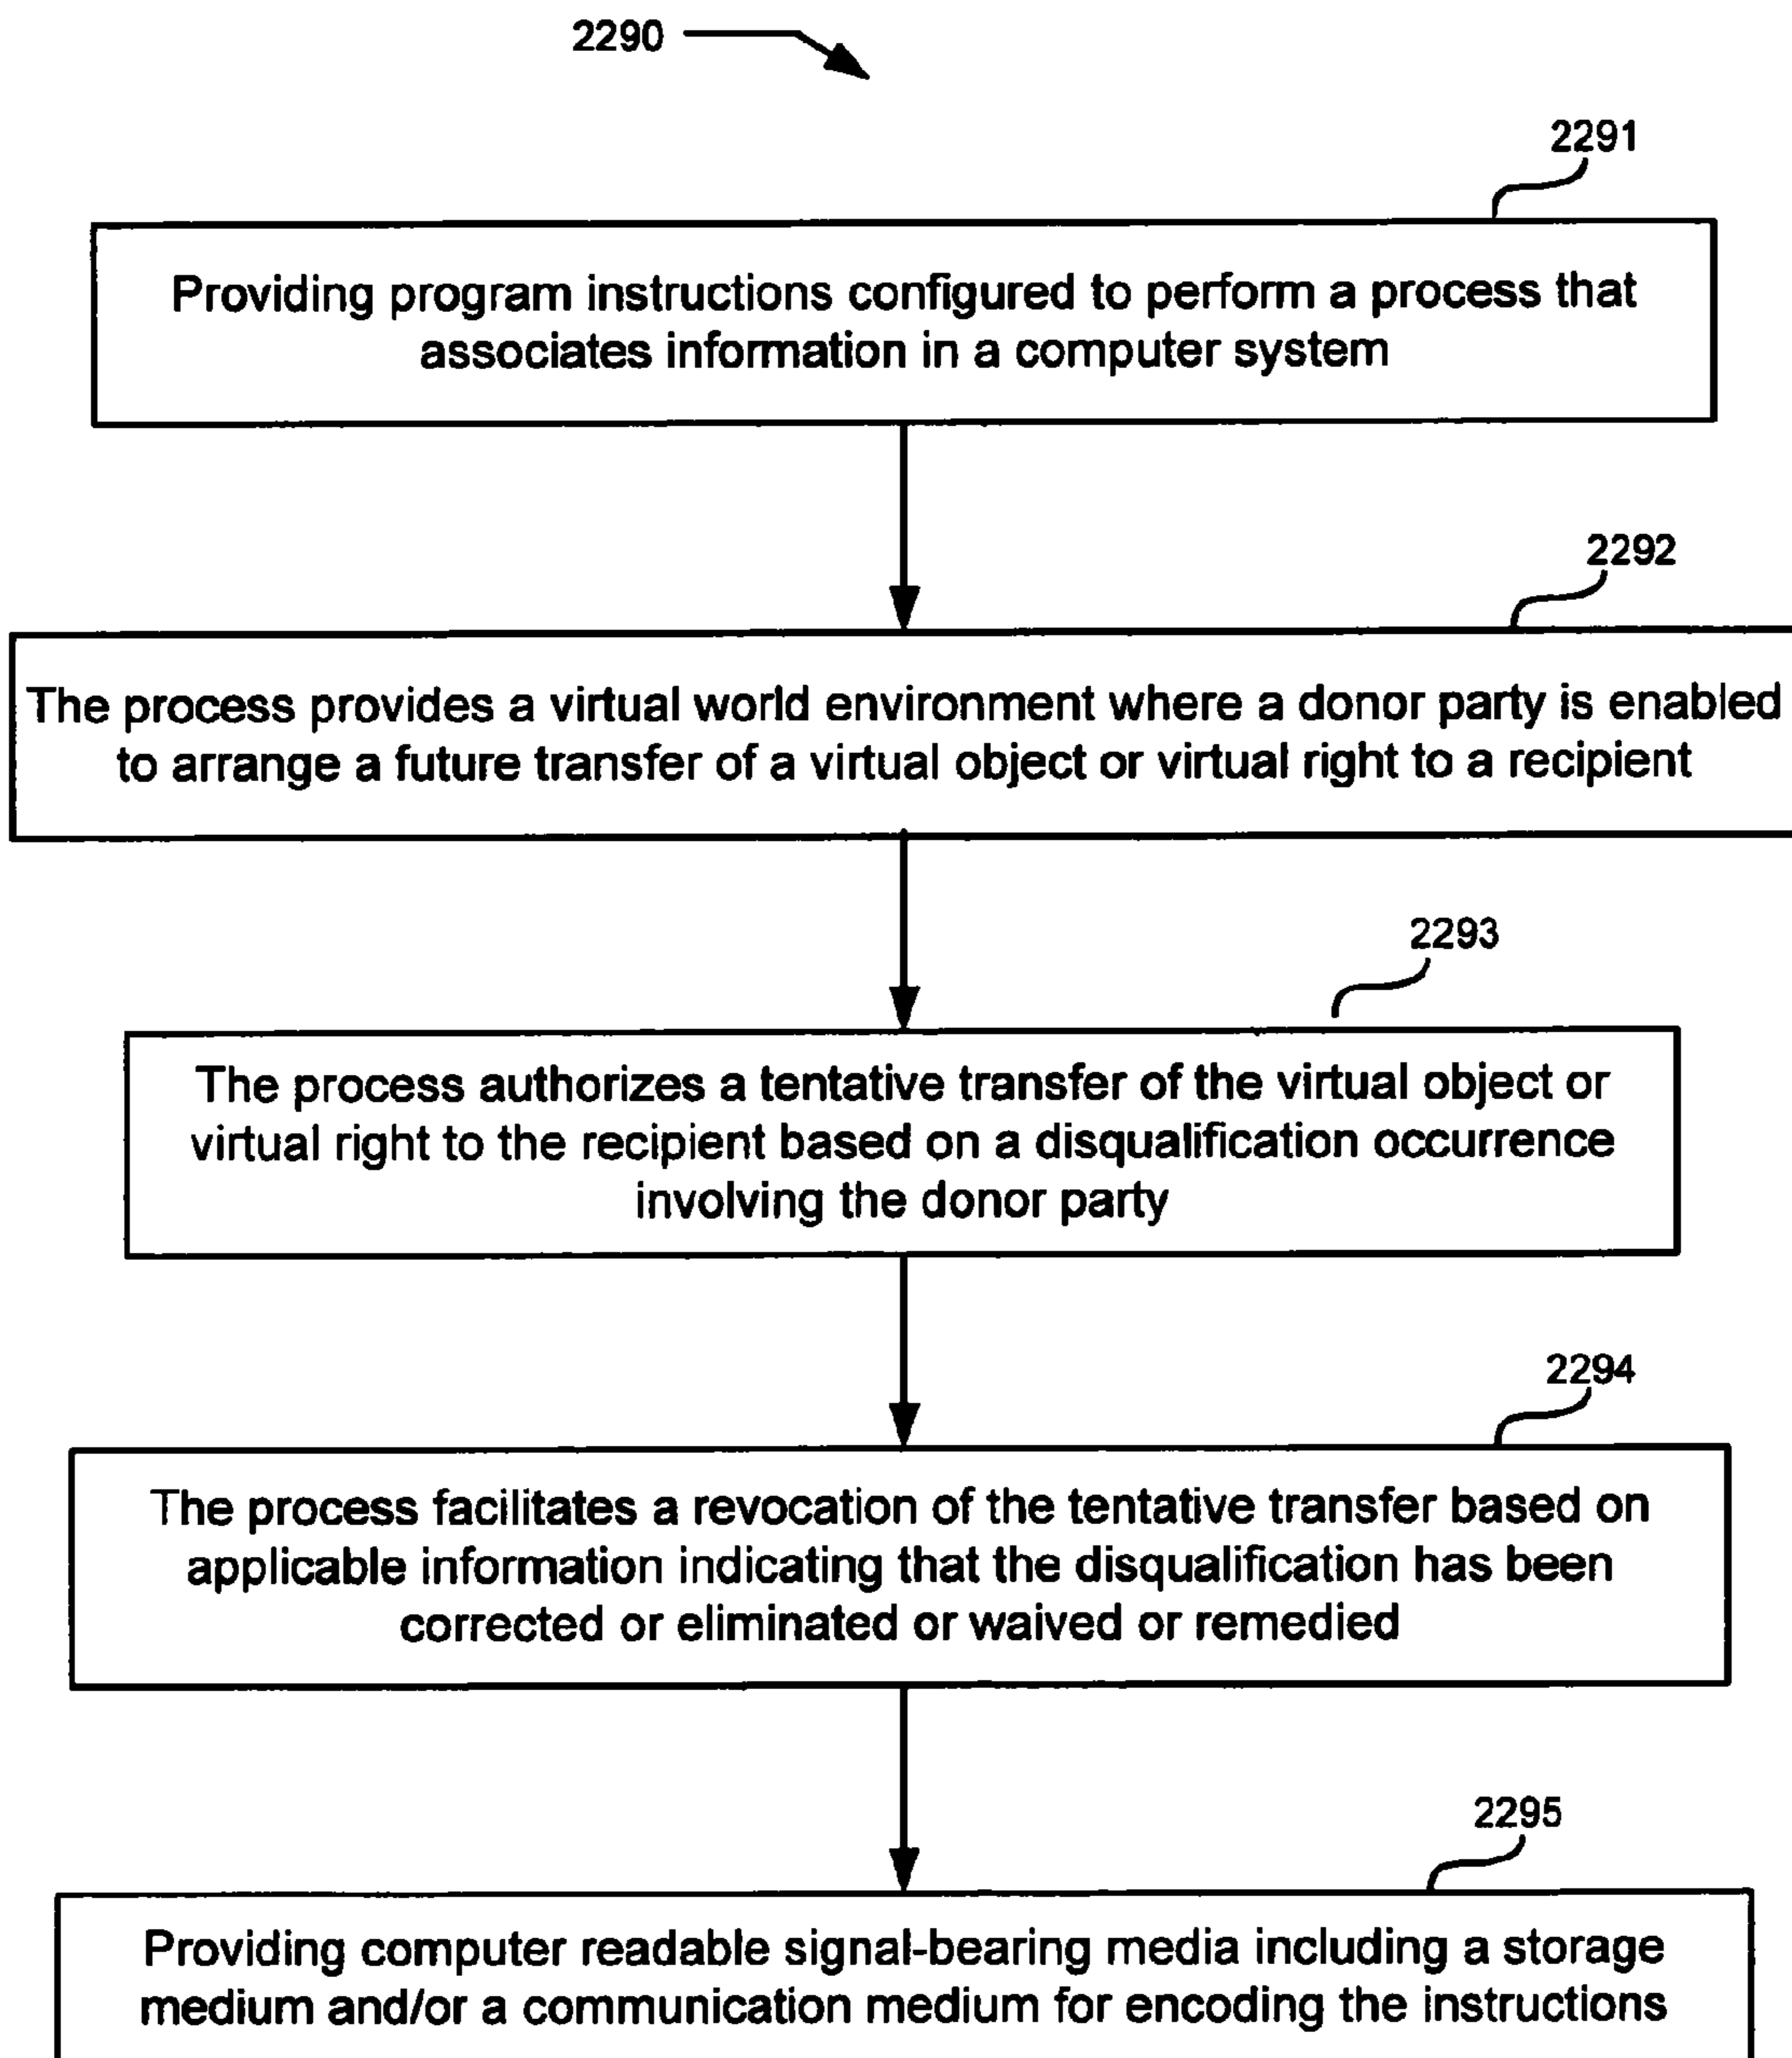 2290
2291
Providing program instructions configured to perform a process that
associates information in a computer system
2292
The process provides a virtual world environment where a donor party is enabled
to arrange a future transfer of a virtual object or virtual right to a recipient
2293
The process authorizes a tentative transfer of the virtual object or
virtual right to the recipient based on a disqualification occurrence
involving the donor party
2294
The process facilitates a revocation of the tentative transfer based on
applicable information indicating that the disqualification has been
corrected or eliminated or waived or remedied
2295
Providing computer readable signal-bearing media including a storage
medium and/or a communication medium for encoding the instructions